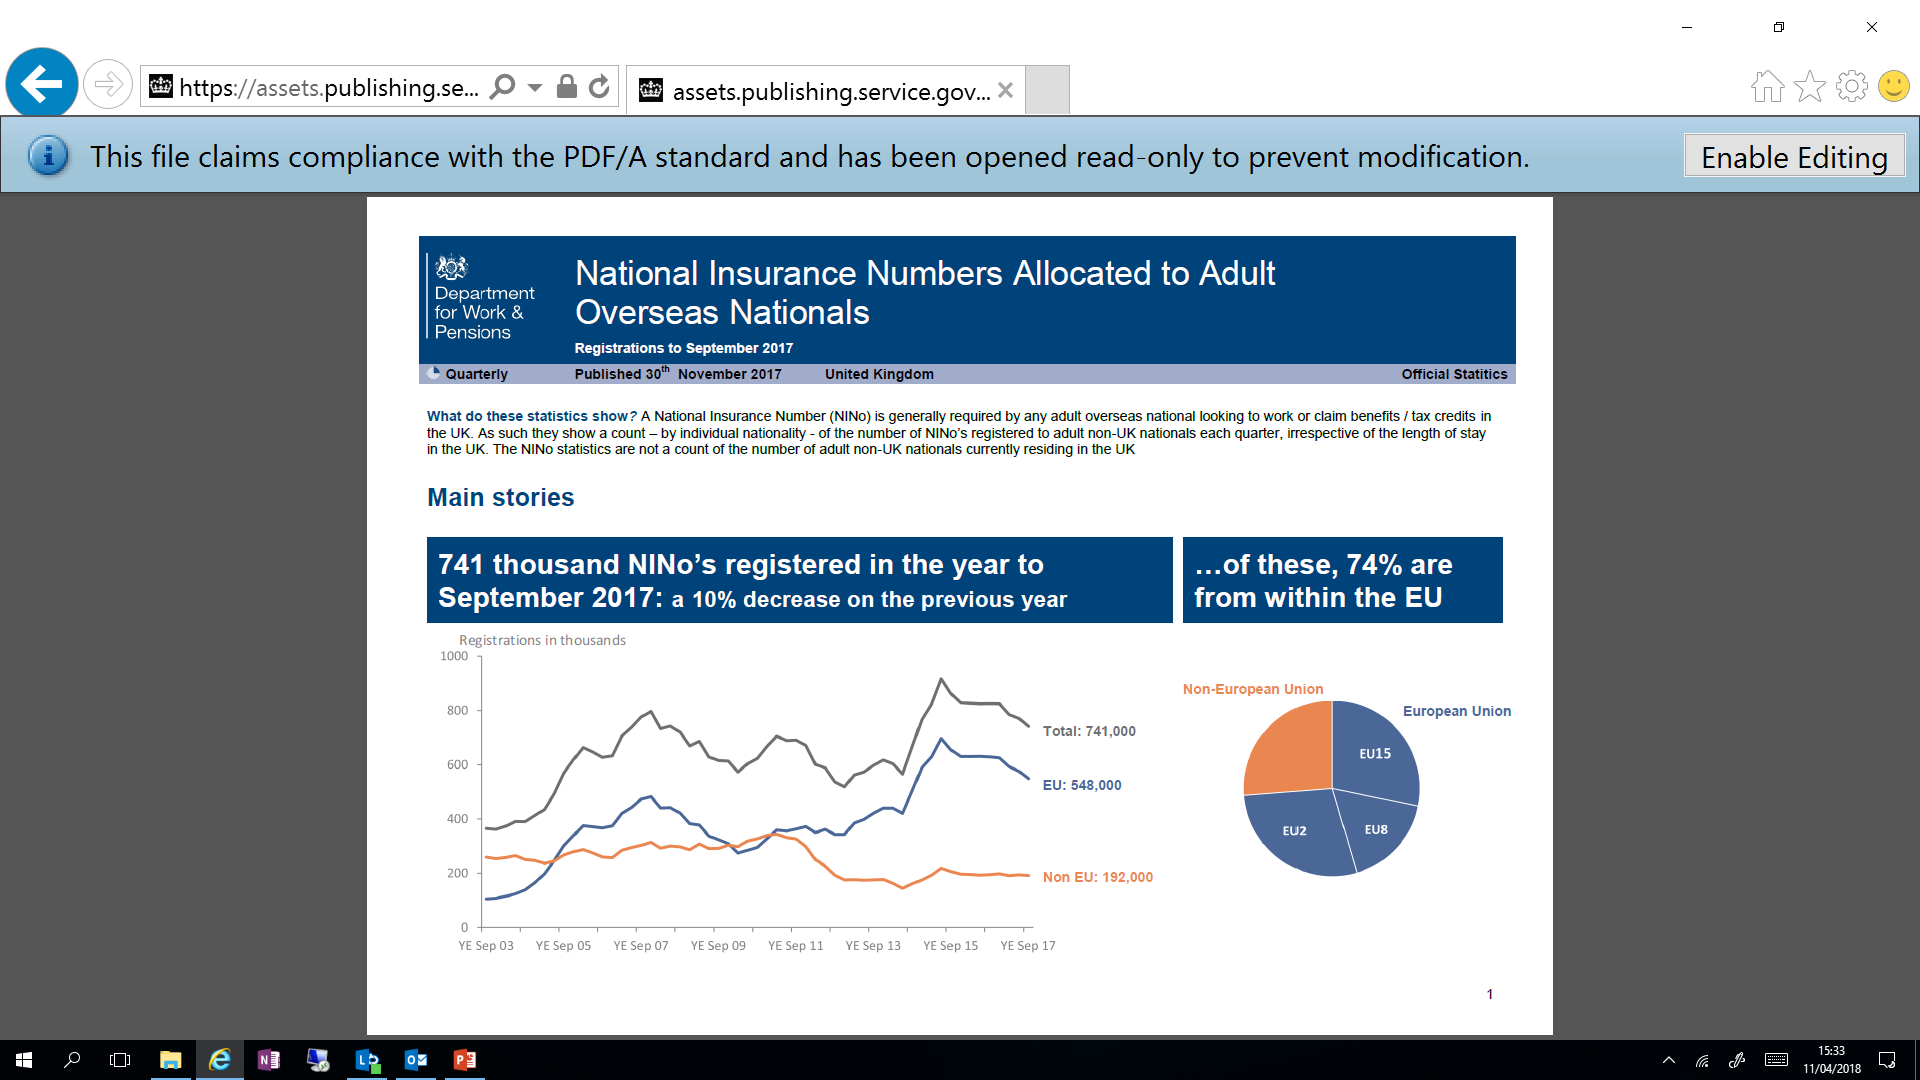 https://assets.publishing.se...
assets.publishing.service.gov...
This file claims compliance with the PDF/A standard and has been opened read-only to prevent modification.
Enable Editing
Department
for Work &
Pensions
National Insurance Numbers Allocated to Adult
Overseas Nationals
Registrations to September 2017
Quarterly
Published 30th November 2017
United Kingdom
Official Statitics
What do these statistics show? A National Insurance Number (NINo) is generally required by any adult overseas national looking to work or claim benefits / tax credits in
the UK. As such they show a count – by individual nationality - of the number of NINo's registered to adult non-UK nationals each quarter, irrespective of the length of stay
in the UK. The NINo statistics are not a count of the number of adult non-UK nationals currently residing in the UK
Main stories
741 thousand NINo's registered in the year to
September 2017: a 10% decrease on the previous year
…of these, 74% are
from within the EU
Registrations in thousands
1000
800
600
400
200
0
YE Sep 03
YE Sep 05
YE Sep 07
YE Sep 09
YE Sep 11
YE Sep 13
YE Sep 15
YE Sep 17
Total: 741,000
EU: 548,000
Non EU: 192,000
Non-European Union
European Union
EU15
EU8
EU2
1
15:33
11/04/2018